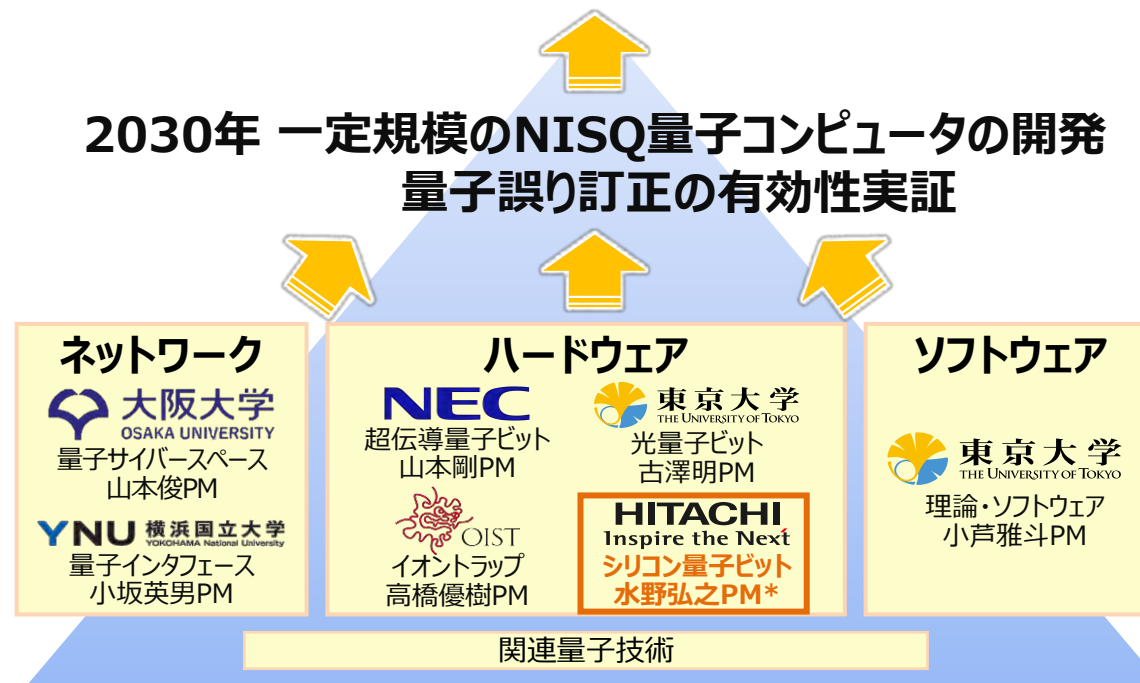 2030年 一定規模のNISQ量子コンピュータの開発
量子誤り訂正の有効性実証
ネットワーク
大阪大学
OSAKA UNIVERSITY
量子サイバースペース
山本俊PM
YNU 横浜国立大学
YOKOHAMA National University
量子インタフェース
小坂英男PM
ハードウェア
NEC
超伝導量子ビット
山本剛PM
東京大学
THE UNIVERSITY OF TOKYO
光量子ビット
古澤明PM
OIST
イオントラップ
高橋優樹PM
HITACHI
Inspire the Next
シリコン量子ビット
水野弘之PM*
ソフトウェア
東京大学
THE UNIVERSITY OF TOKYO
理論・ソフトウェア
小芦雅斗PM
関連量子技術